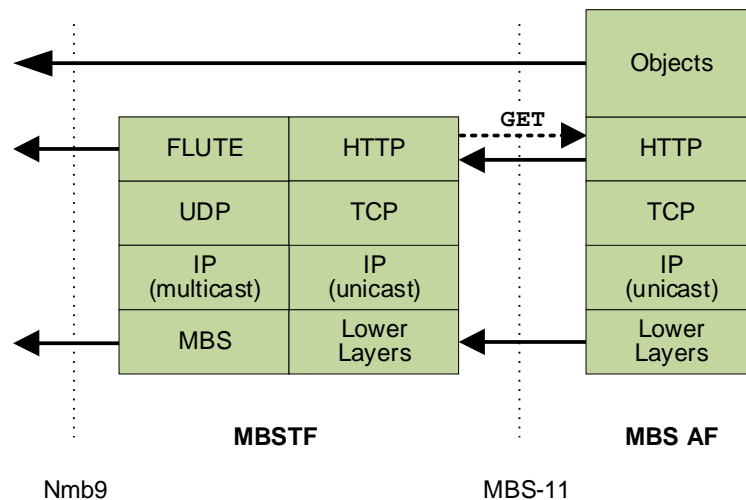 Objects
GET
FLUTE
HTTP
HTTP
UDP
TCP
TCP
IP
(multicast)
IP
(unicast)
IP
(unicast)
MBS
Lower
Layers
Lower
Layers
MBSTF
MBS AF
Nmb9
MBS-11